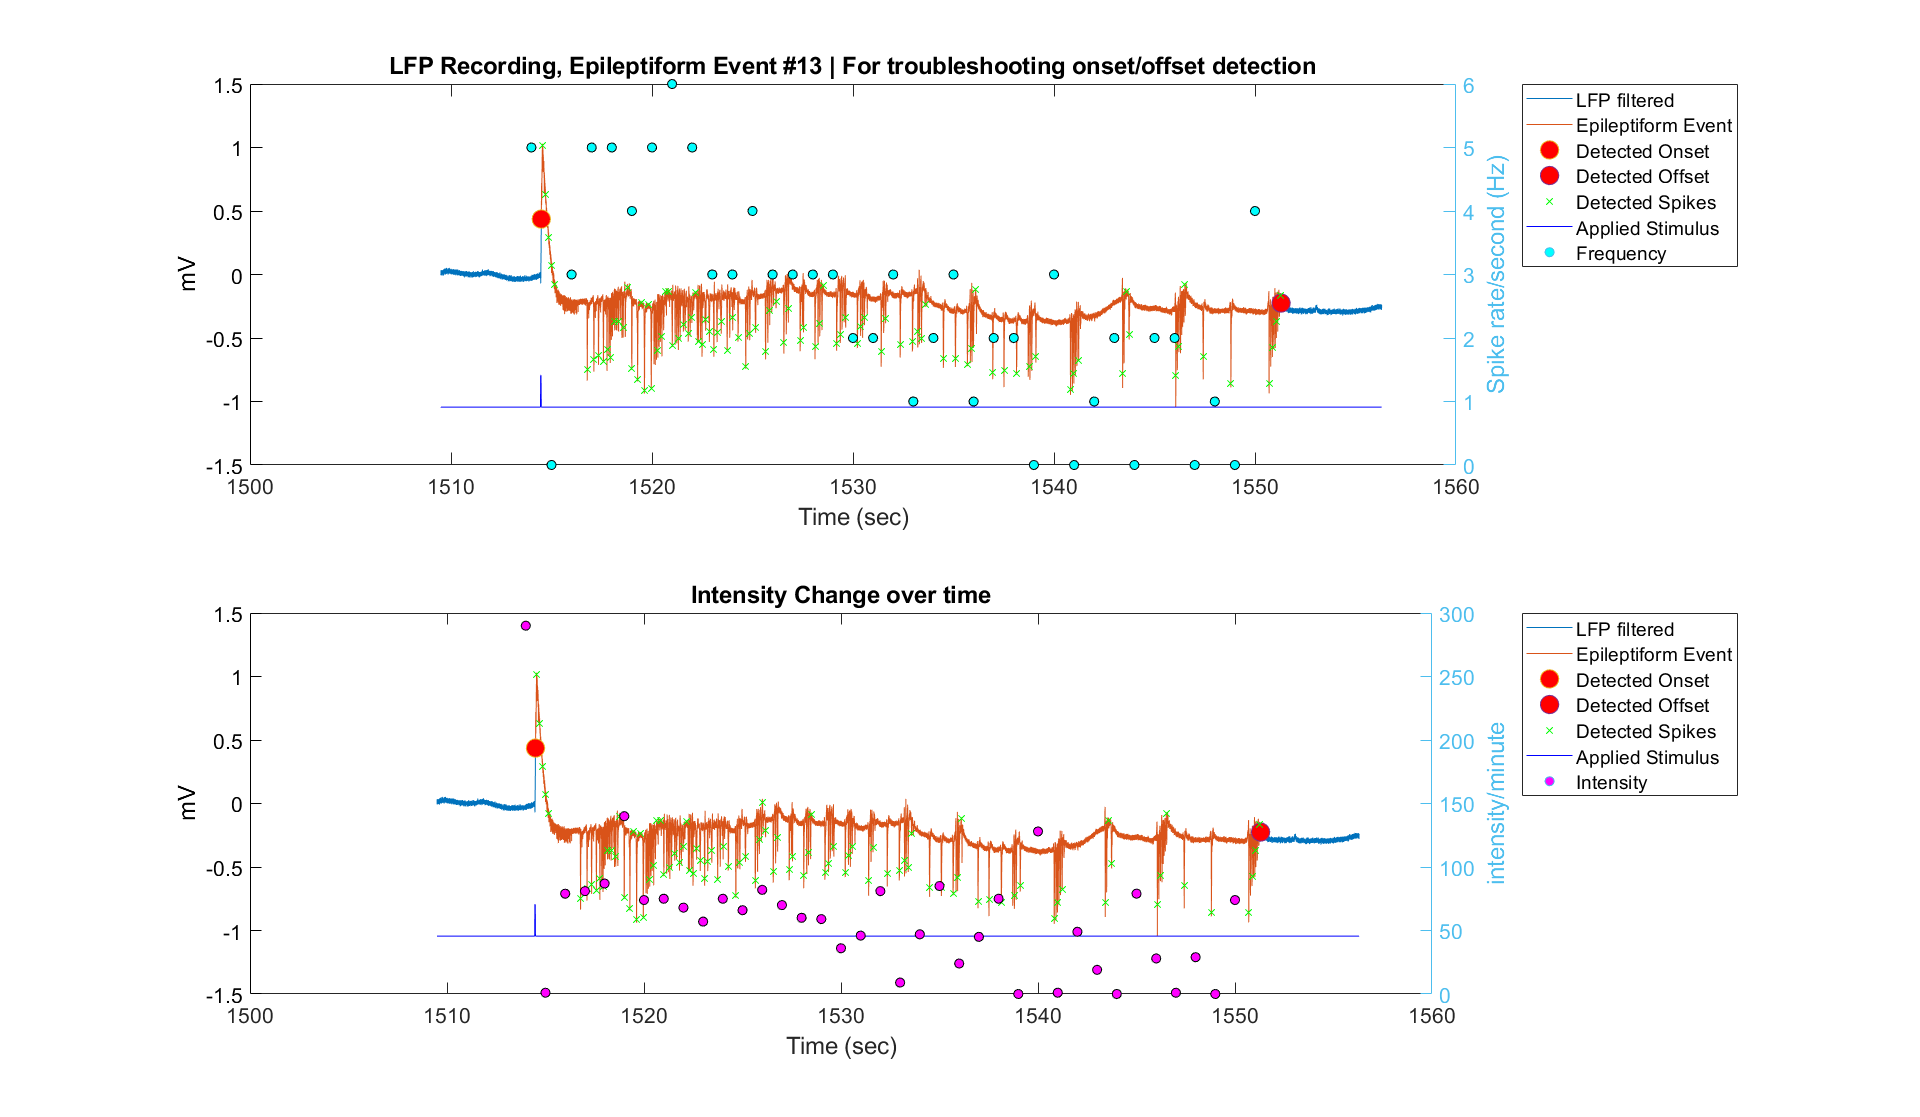 LFP Recording, Epileptiform Event #13 | For troubleshooting onset/offset detection
1.5
1
0.5
0
-0.5
-1
-1.5
mV
6
5
4
3
2
1
0
Spike rate/second (Hz)
1500 1510 1520 1530 1540 1550 1560
Time (sec)
LFP filtered
Epileptiform Event
Detected Onset
Detected Offset
Detected Spikes
Applied Stimulus
Frequency
Intensity Change over time
1.5
1
0.5
0
-0.5
-1
-1.5
mV
300
250
200
150
100
50
0
intensity/minute
1500 1510 1520 1530 1540 1550 1560
Time (sec)
LFP filtered
Epileptiform Event
Detected Onset
Detected Offset
Detected Spikes
Applied Stimulus
Intensity